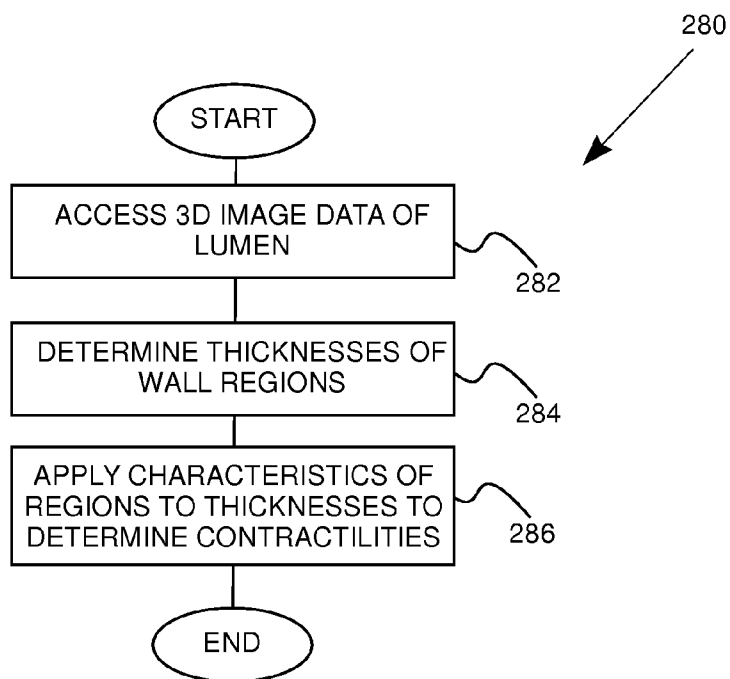 280
START
ACCESS 3D IMAGE DATA OF
LUMEN
282
DETERMINE THICKNESSES OF
WALL REGIONS
284
APPLY CHARACTERISTICS OF
REGIONS TO THICKNESSES TO
DETERMINE CONTRACTILITIES
286
END